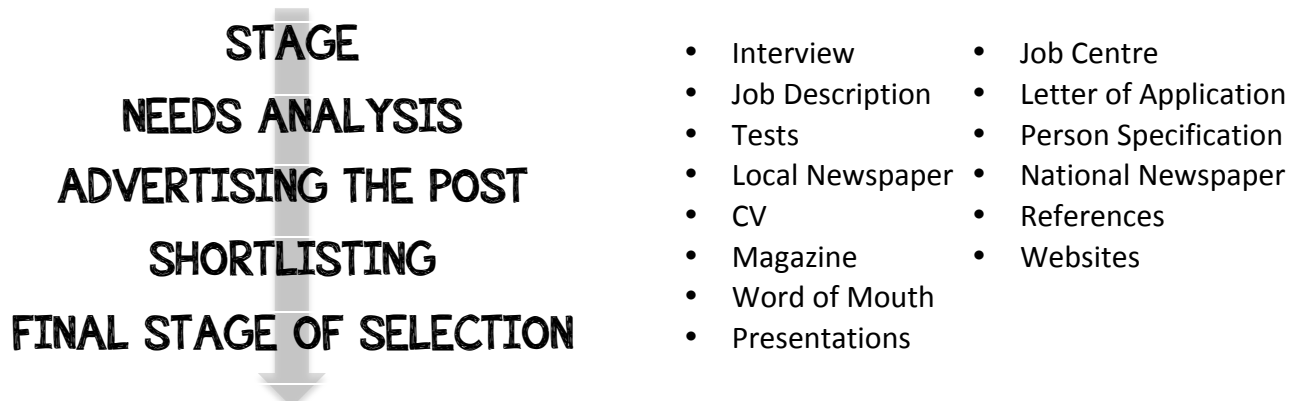 STAGE
NEEDS ANALYSIS
ADVERTISING THE POST
SHORTLISTING
FINAL STAGE OF SELECTION
• Interview
• Job Description
• Tests
• Local Newspaper
• CV
• Magazine
• Word of Mouth
• Presentations
• Job Centre
• Letter of Application
• Person Specification
• National Newspaper
• References
• Websites